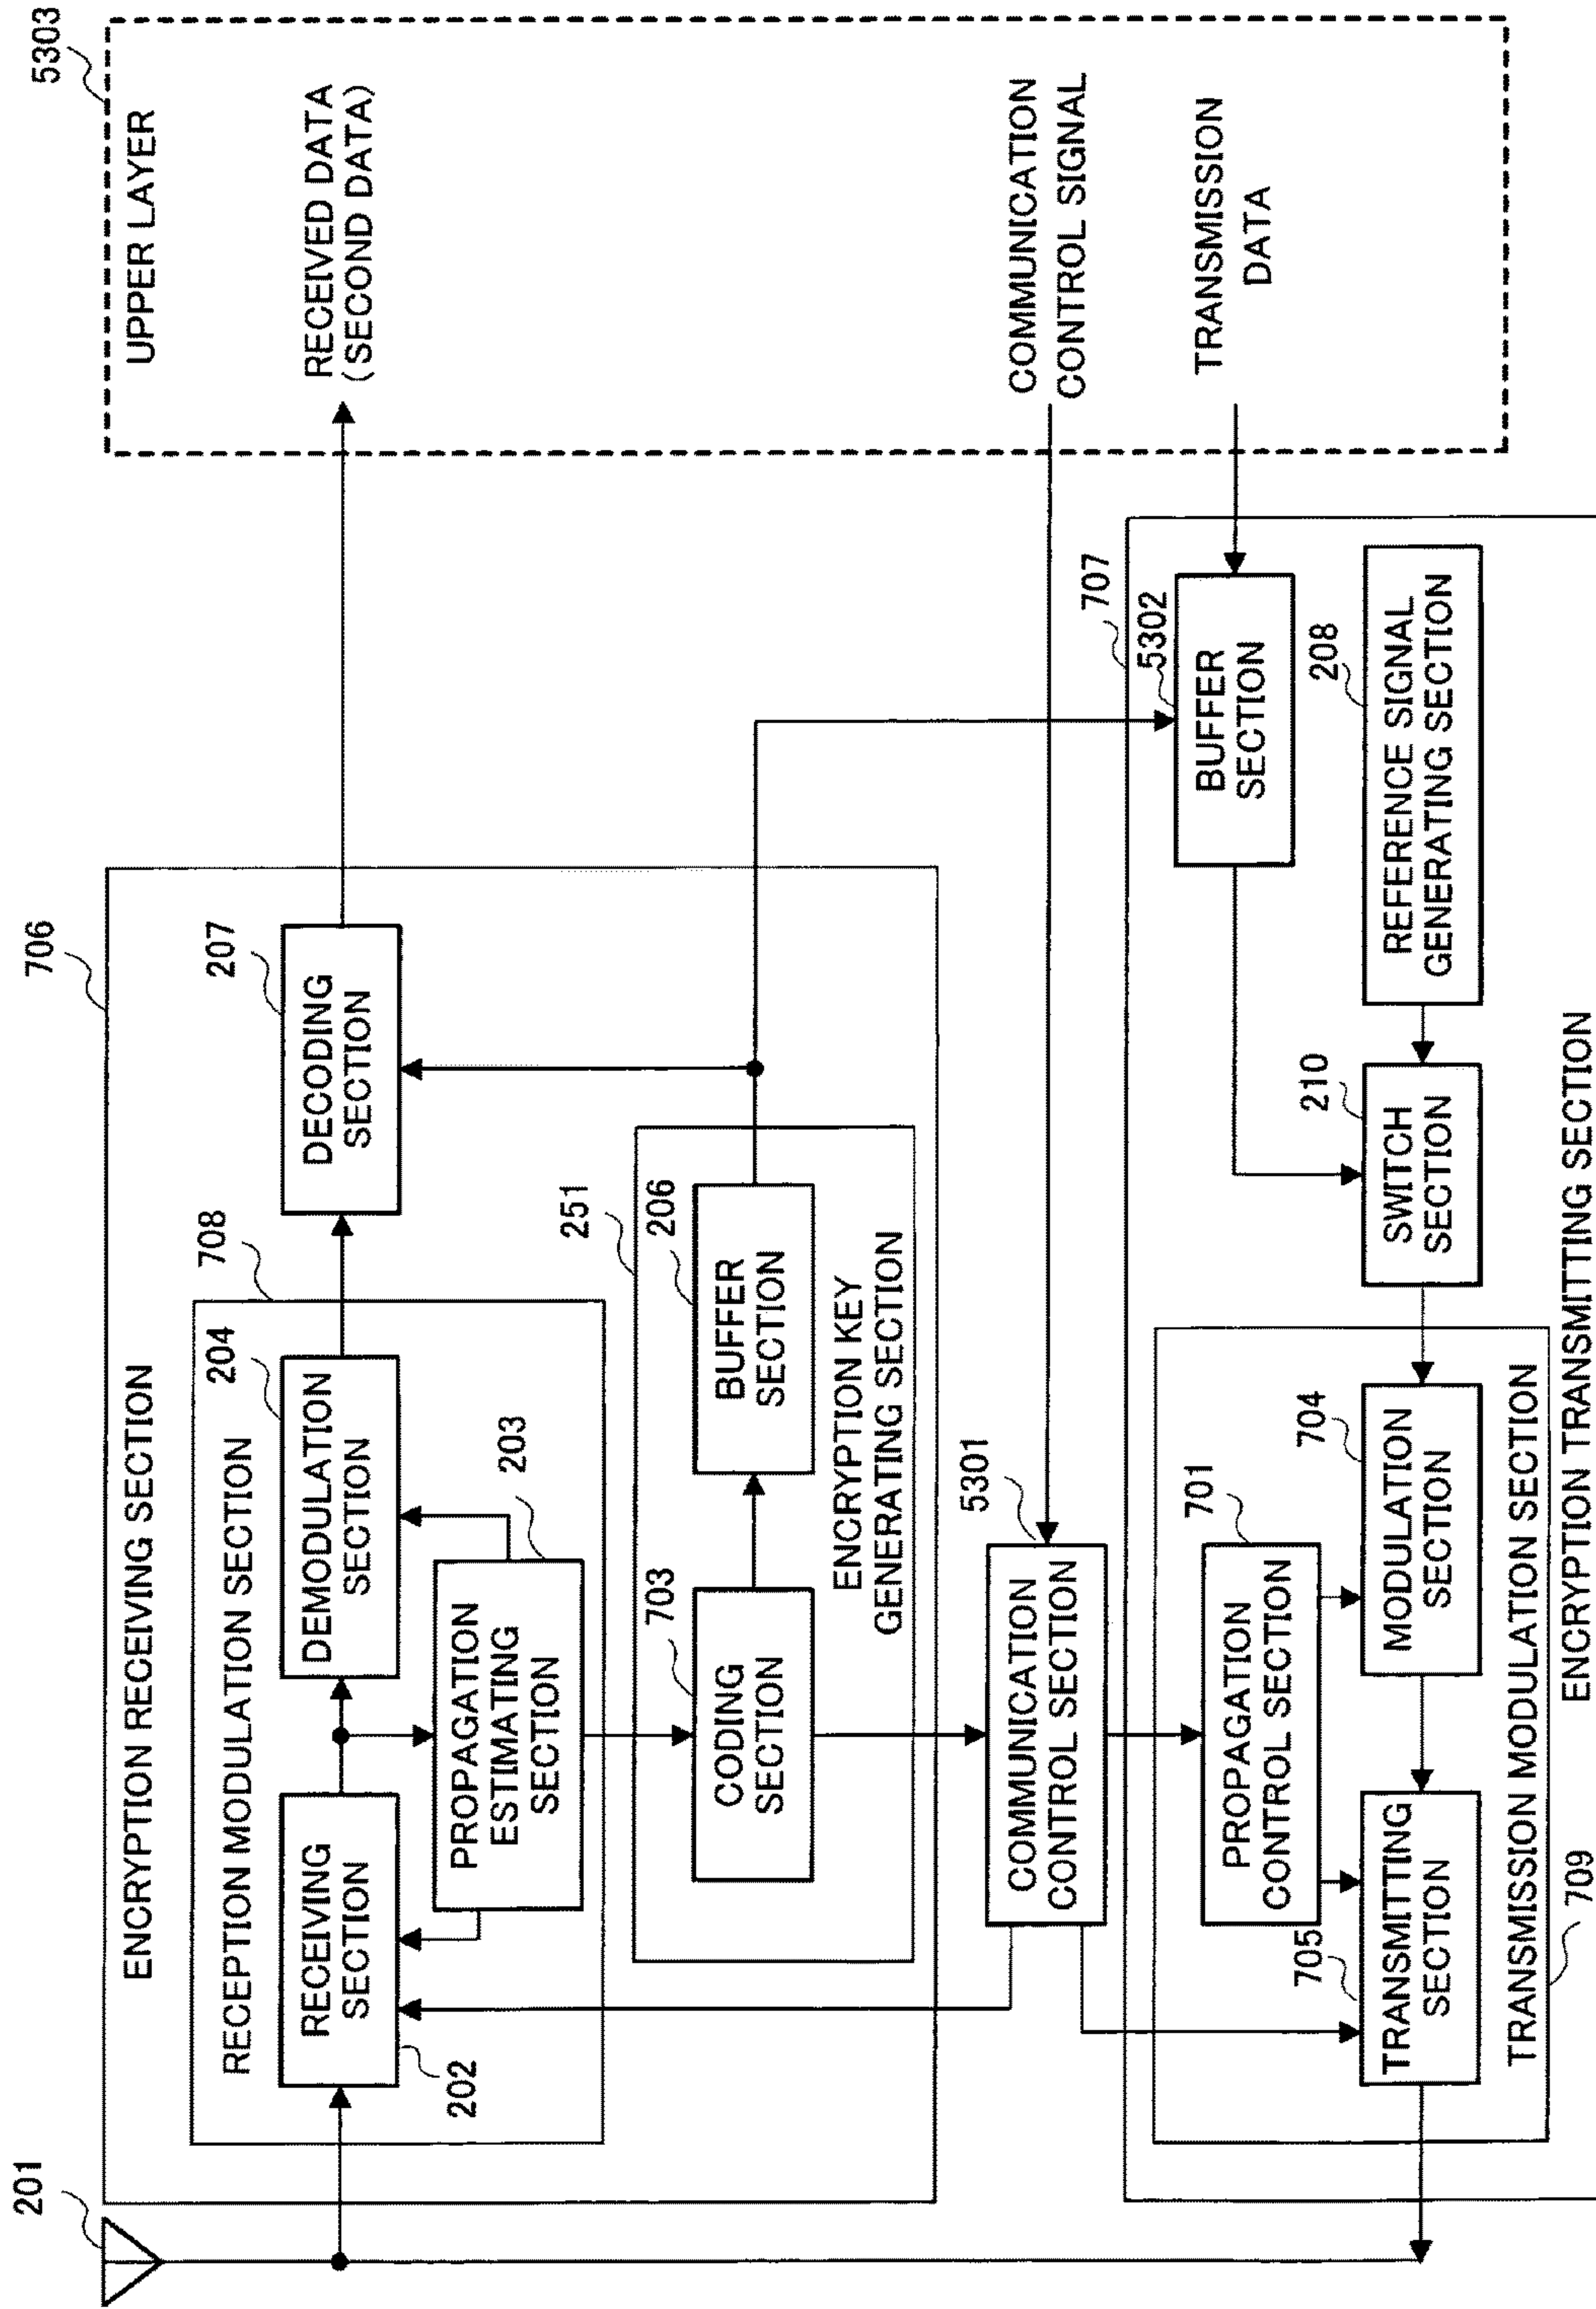 201
706
5303
ENCRYPTION RECEIVING SECTION
UPPER LAYER
RECEPTION MODULATION SECTION
708
204
207
RECEIVING
SECTION
202
DEMODULATION
SECTION
DECODING
SECTION
RECEIVED DATA
(SECOND DATA)
PROPAGATION
ESTIMATING
SECTION
203
251
703
206
CODING
SECTION
BUFFER
SECTION
ENCRYPTION KEY
GENERATING SECTION
5301
COMMUNICATION
CONTROL SECTION
COMMUNICATION
CONTROL SIGNAL
707
5302
BUFFER
SECTION
TRANSMISSION
DATA
701
PROPAGATION
CONTROL SECTION
705
704
210
208
TRANSMITTING
SECTION
MODULATION
SECTION
SWITCH
SECTION
REFERENCE SIGNAL
GENERATING SECTION
TRANSMISSION MODULATION SECTION
709
ENCRYPTION TRANSMITTING SECTION